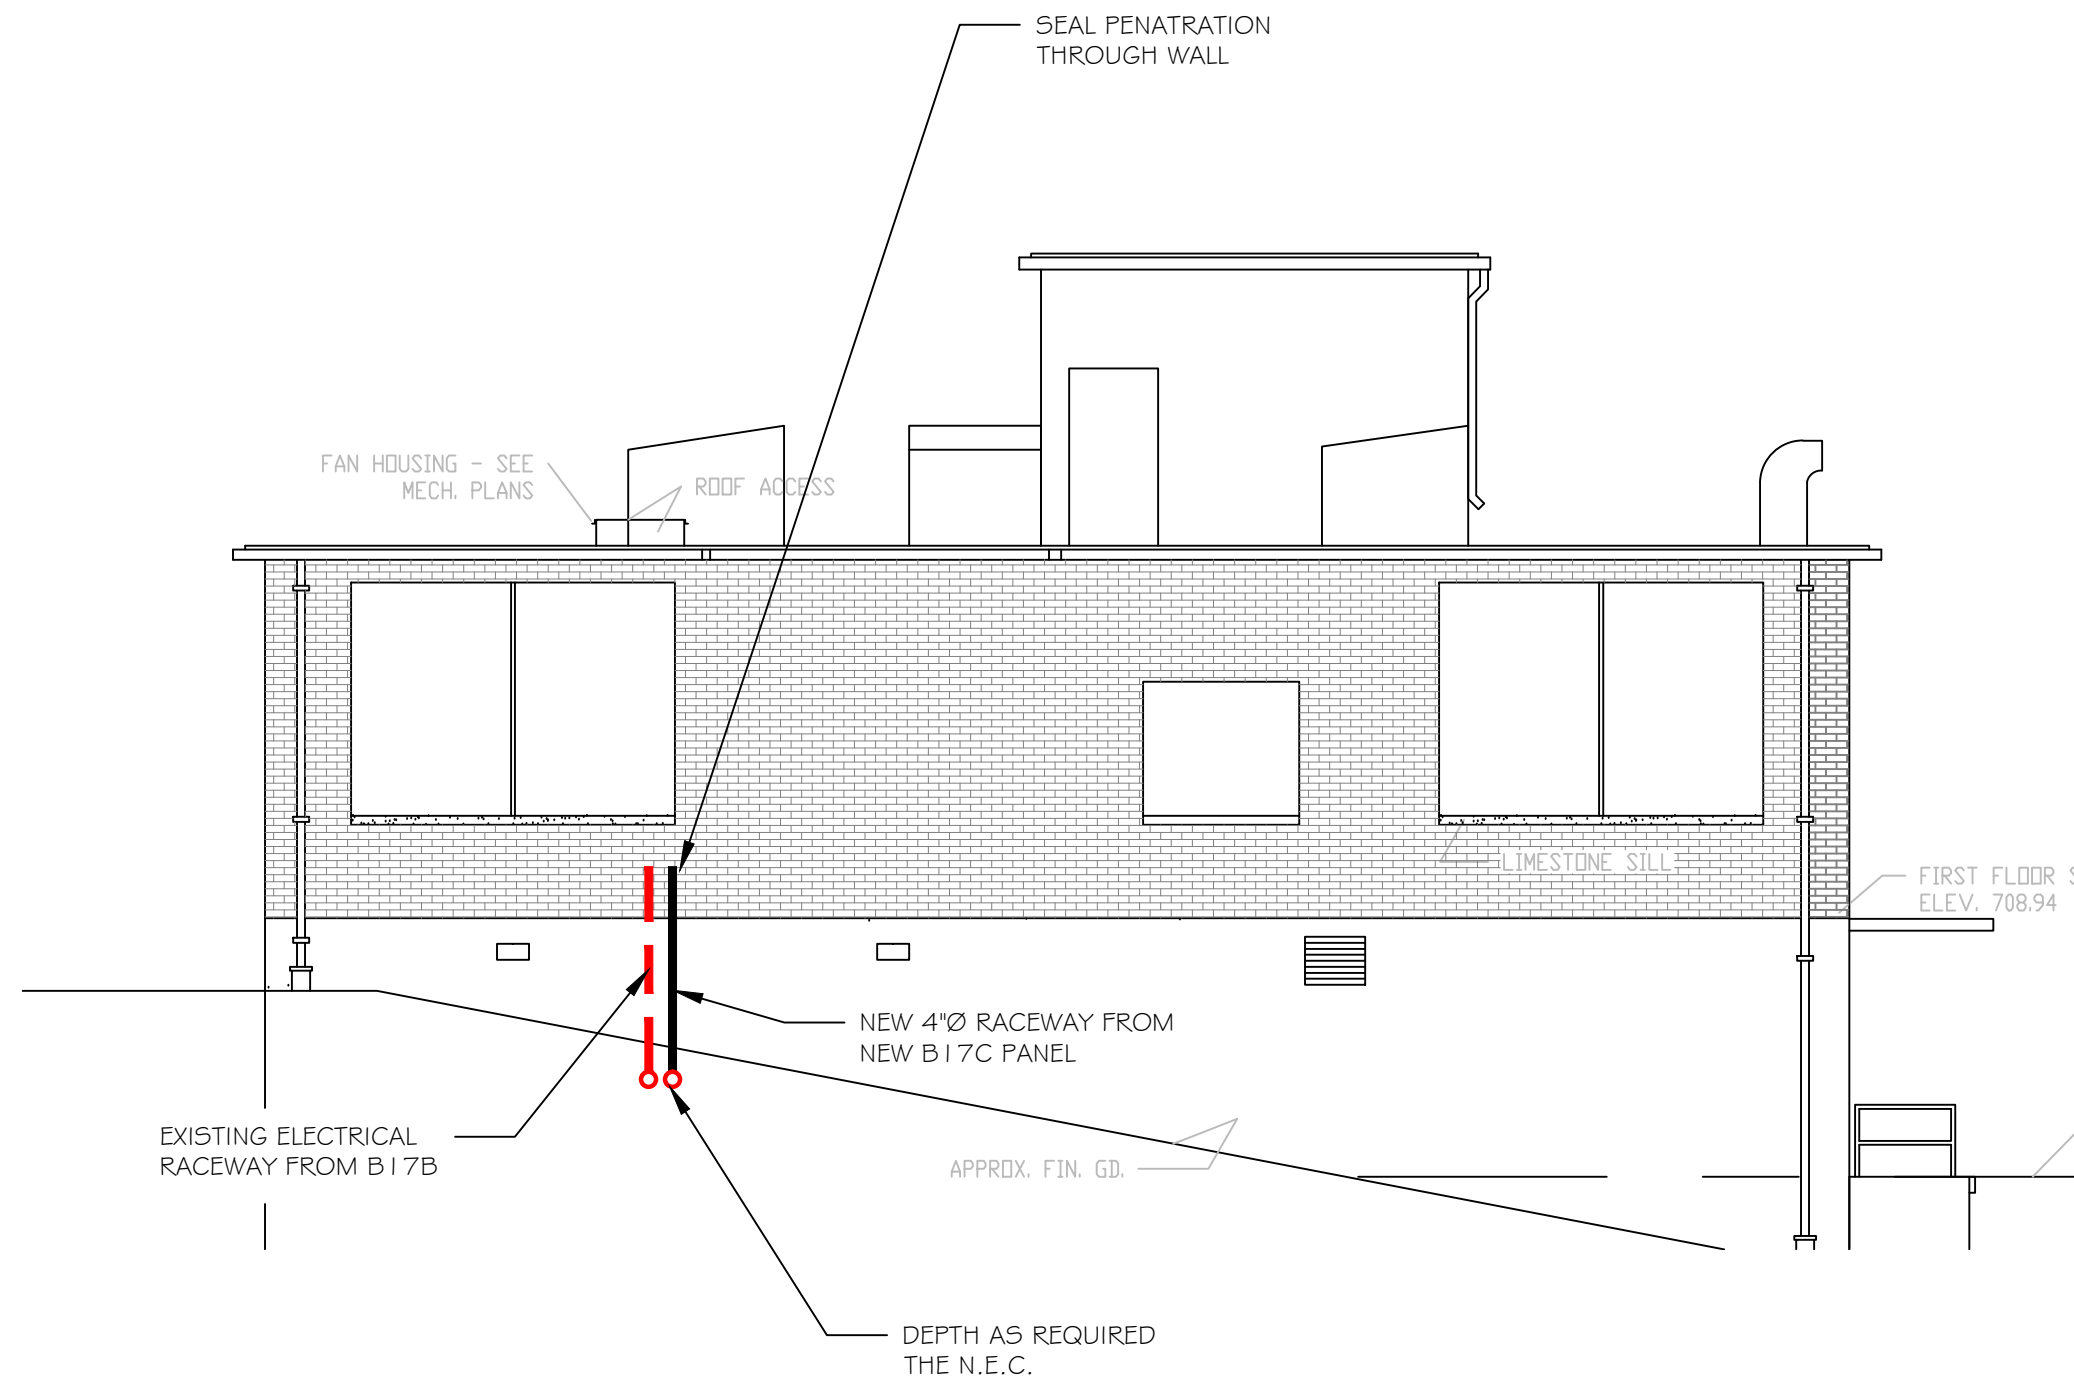 SEAL PENATRATION
THROUGH WALL
FAN HOUSING - SEE
MECH. PLANS
ROOF ACCESS
LIMESTONE SILL
FIRST FLOOR S
ELEV. 708.94
NEW 4"Ø RACEWAY FROM
NEW B17C PANEL
EXISTING ELECTRICAL
RACEWAY FROM B17B
APPROX. FIN. GD.
DEPTH AS REQUIRED
THE N.E.C.